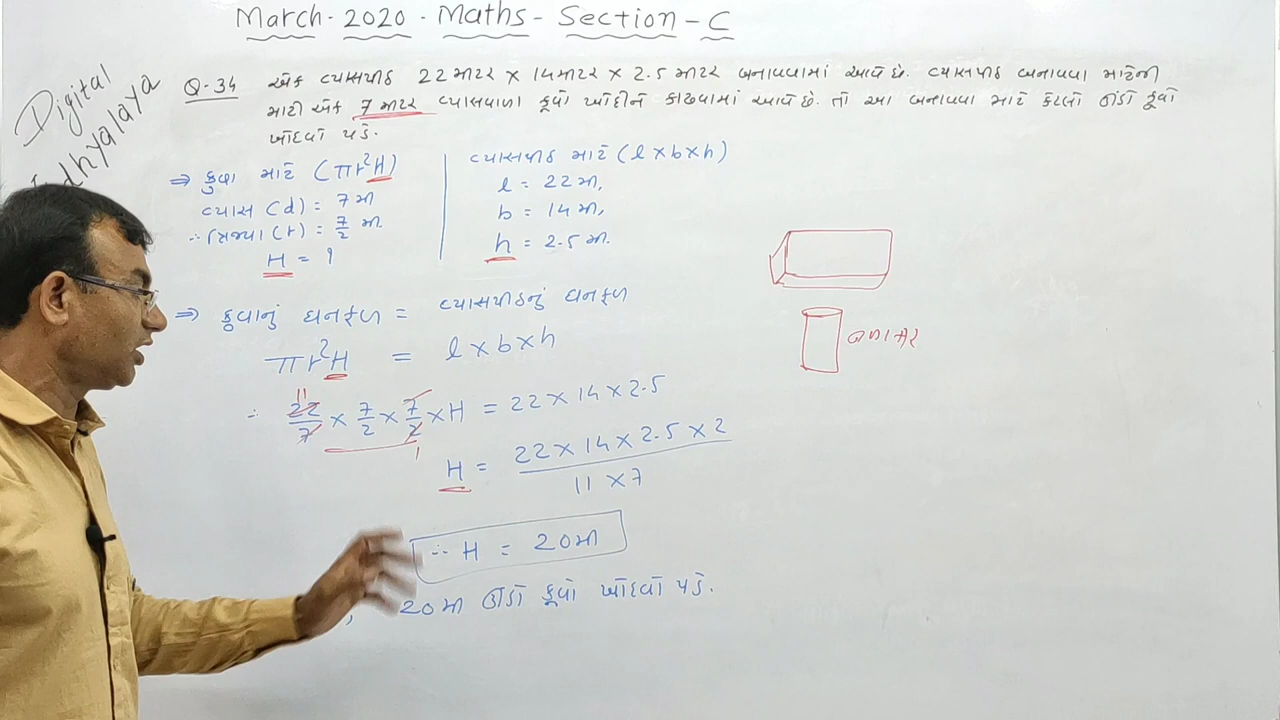 March - 2020 - Maths - Section - C
Digital
Vidhyalaya
Q-34 એક વ્યાસપીઠ 22 મીટર × 14 મીટર × 2.5 મીટર બનાવવામાં આવે છે. વ્યાસપીઠ બનાવવા માટેની
માટી એક 7 મીટર વ્યાસવાળો કૂવો ખોદીને કાઢવામાં આવે છે. તો આ બનાવવા માટે કેટલો ઊંડો કૂવો
ખોદવો પડે.
⇒ કુવા માટે (πr²H)
વ્યાસ (d) = 7 મી
∴ ત્રિજ્યા (r) = 7/2 મી.
H = ?
વ્યાસપીઠ માટે (l × b × h)
l = 22 મી,
b = 14 મી,
h = 2.5 મી.
⇒ કુવાનું ઘનફળ = વ્યાસપીઠનું ઘનફળ
πr²H = l × b × h
∴ 22/7 × 7/2 × 7/2 × H = 22 × 14 × 2.5
11
1
H = 22 × 14 × 2.5 × 2 / 11 × 7
∴ H = 20 મી
, 20 મી ઊંડો કૂવો ખોદવો પડે.
નળાકાર